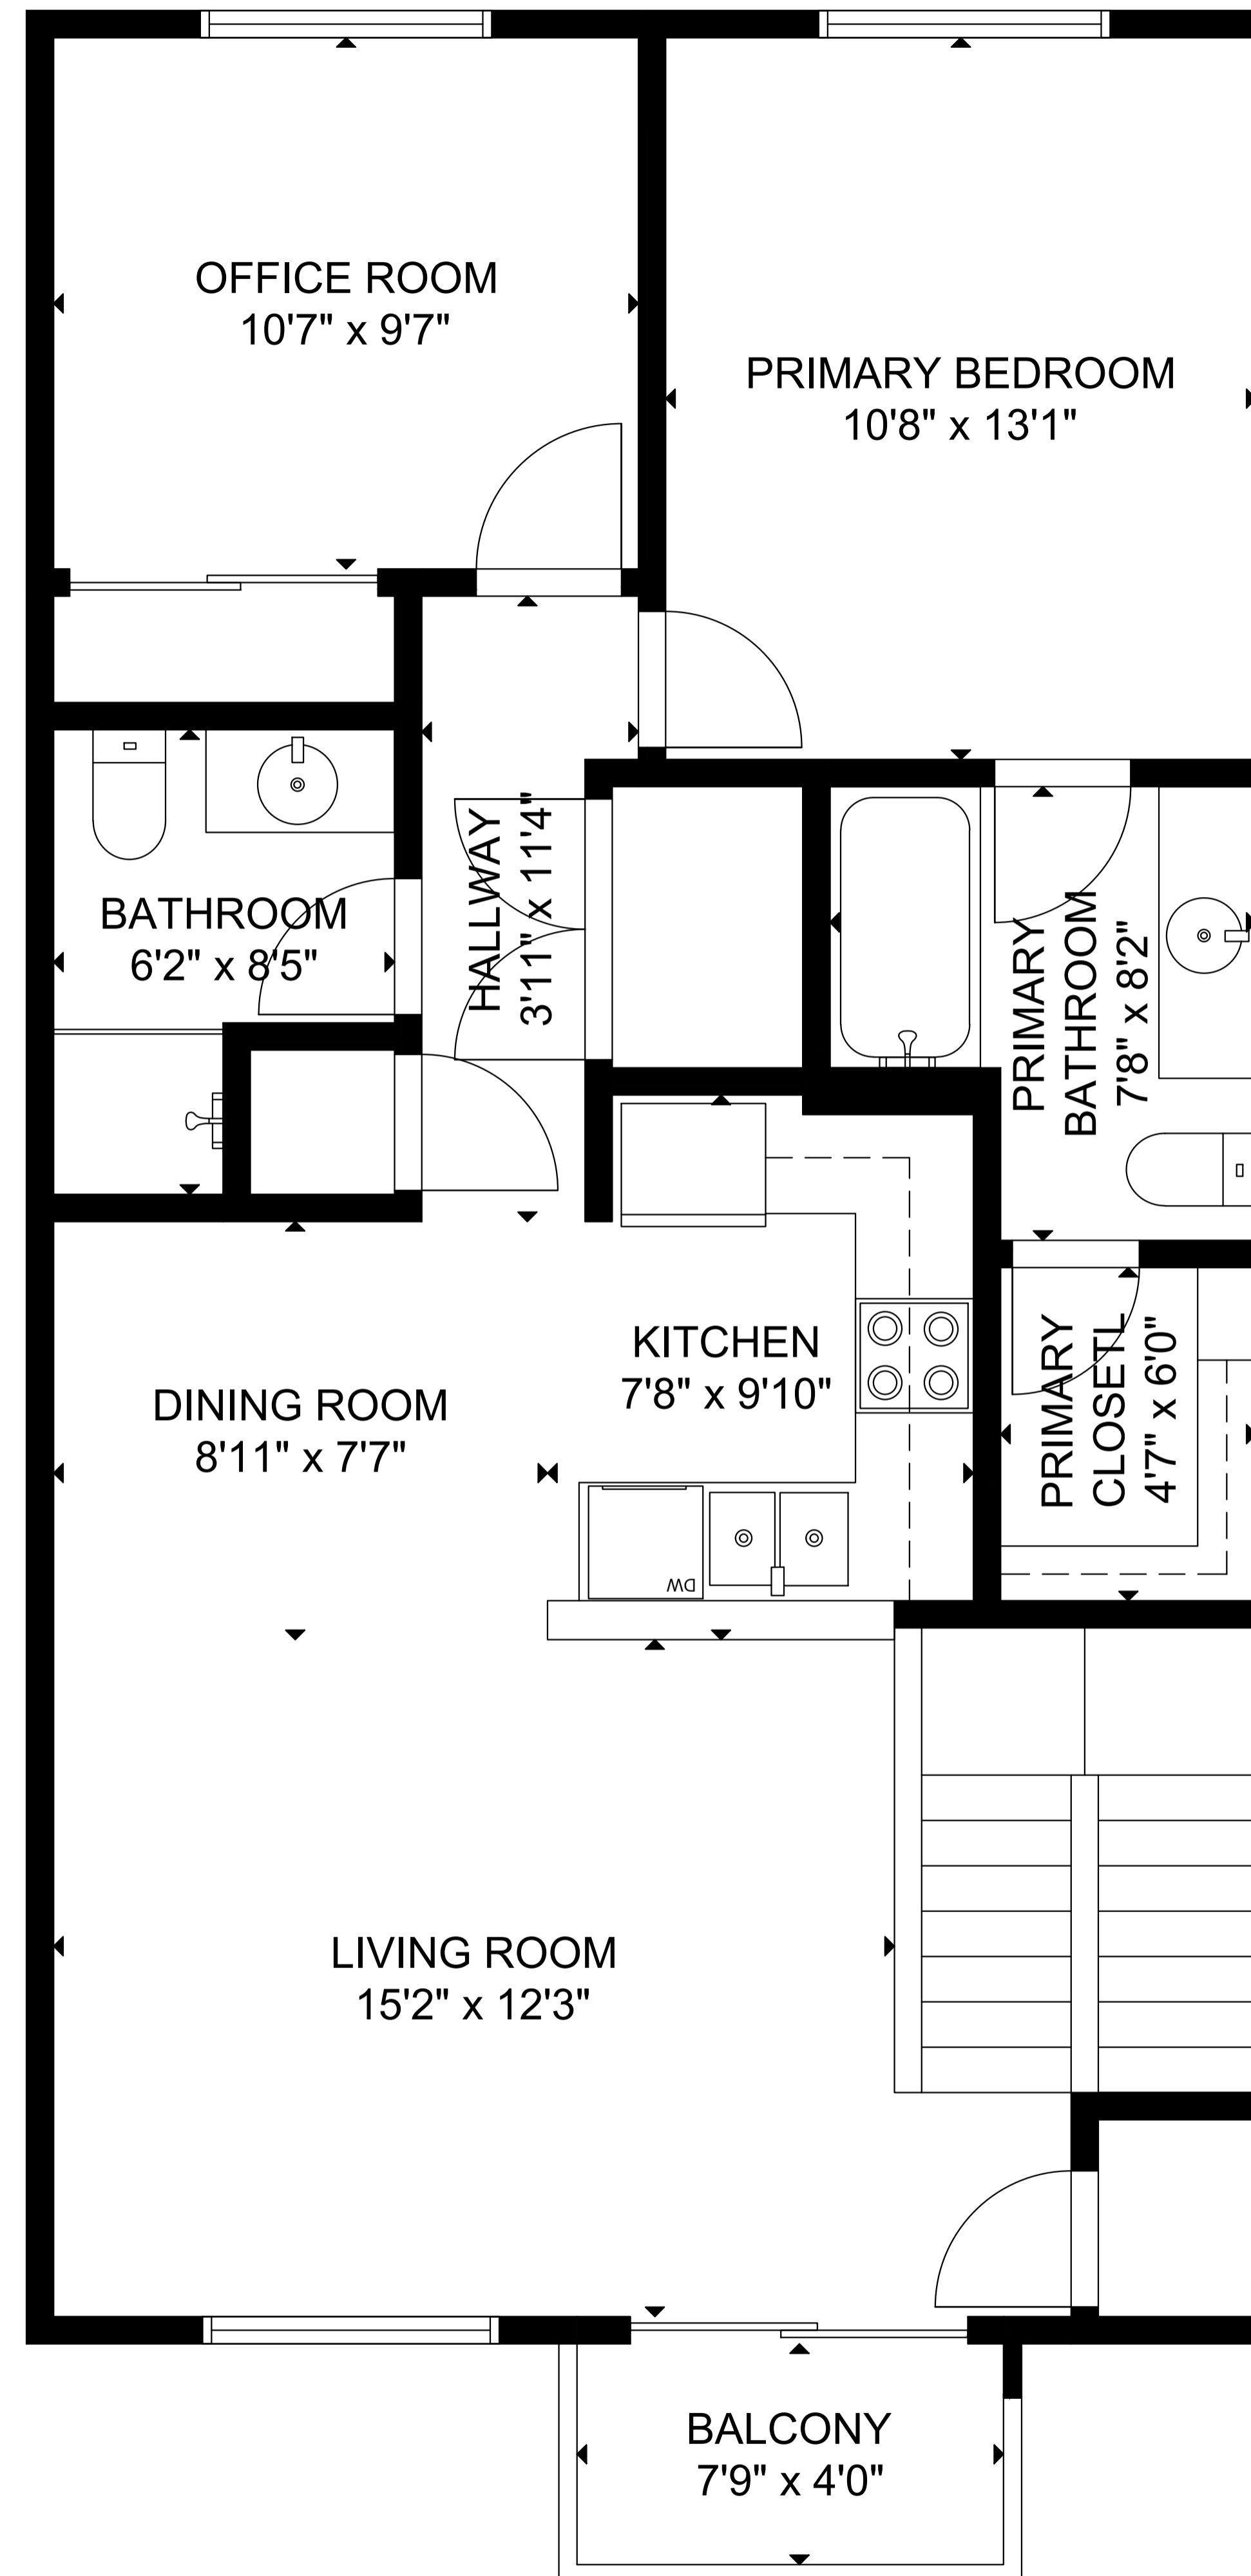 OFFICE ROOM
10'7" x 9'7"
PRIMARY BEDROOM
10'8" x 13'1"
BATHROOM
6'2" x 8'5"
HALLWAY
3'11" x 11'4"
PRIMARY
BATHROOM
7'8" x 8'2"
KITCHEN
7'8" x 9'10"
DINING ROOM
8'11" x 7'7"
PRIMARY
CLOSETL
4'7" x 6'0"
DW
LIVING ROOM
15'2" x 12'3"
BALCONY
7'9" x 4'0"